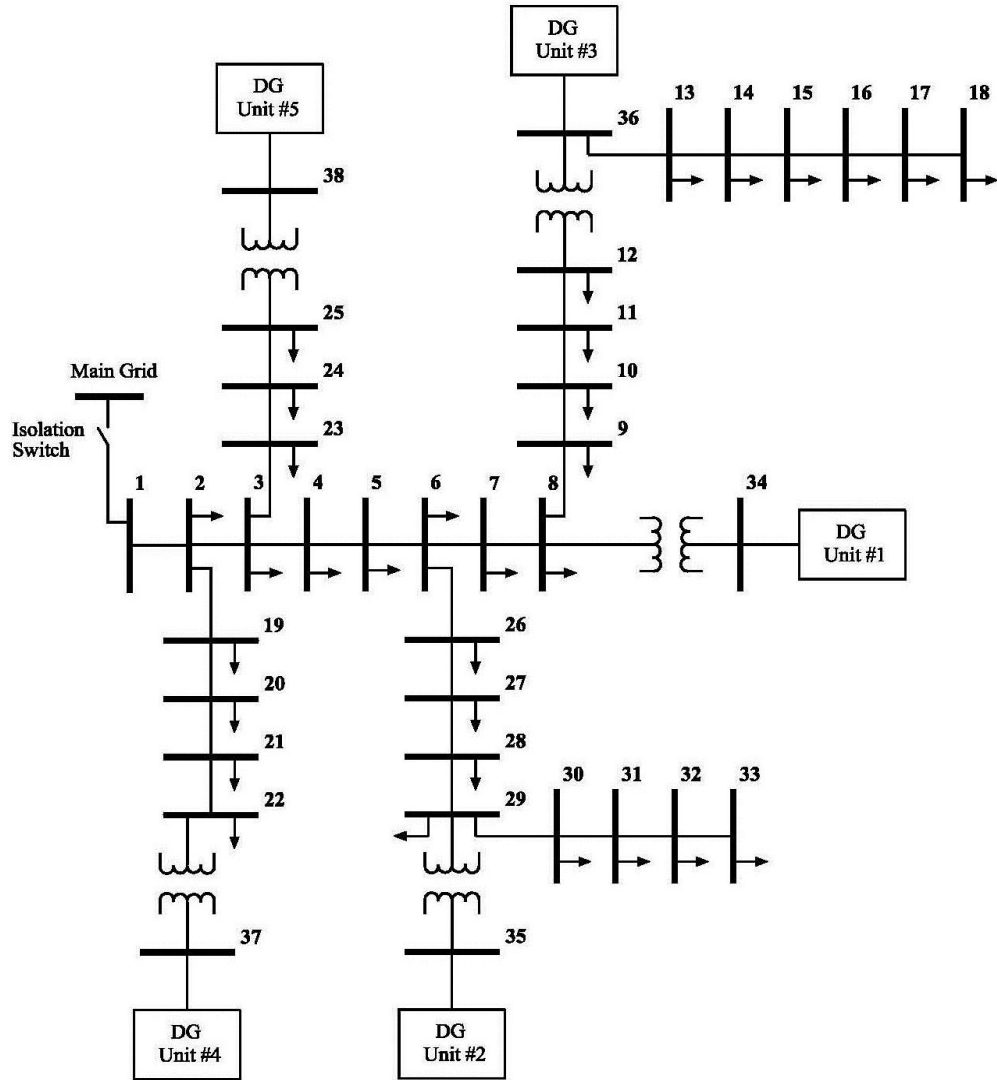 DG
Unit #3
DG
Unit #5
36
13 14 15 16 17 18
38
12
25
11
24
10
Main Grid
Isolation
Switch
23
9
1 2 3 4 5 6 7 8 34
DG
Unit #1
19
26
20
27
21
28
30 31 32 33
22
29
37
35
DG
Unit #4
DG
Unit #2